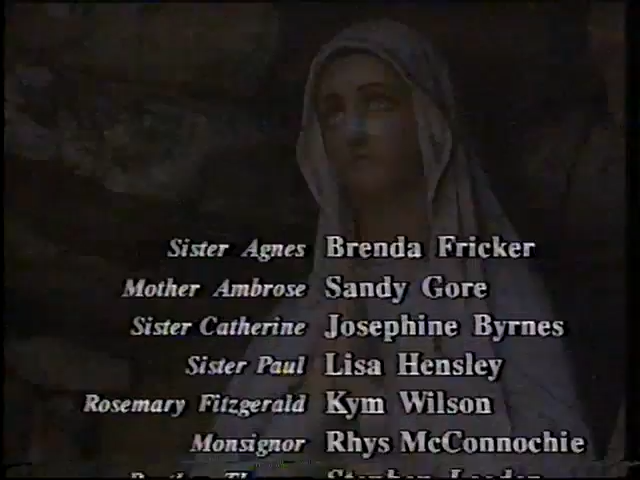 Sister Agnes Brenda Fricker
Mother Ambrose Sandy Gore
Sister Catherine Josephine Byrnes
Sister Paul Lisa Hensley
Rosemary Fitzgerald Kym Wilson
Monsignor Rhys McConnochie